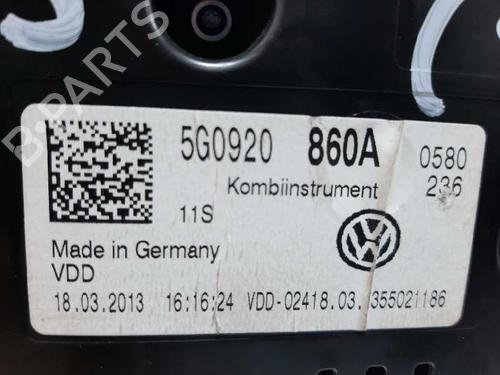 B-PARTS
5G0920 860A 0580
Kombiinstrument 236
11S
Made in Germany
VDD
18.03.2013 16:16:24 VDD-02418.03.1355021186